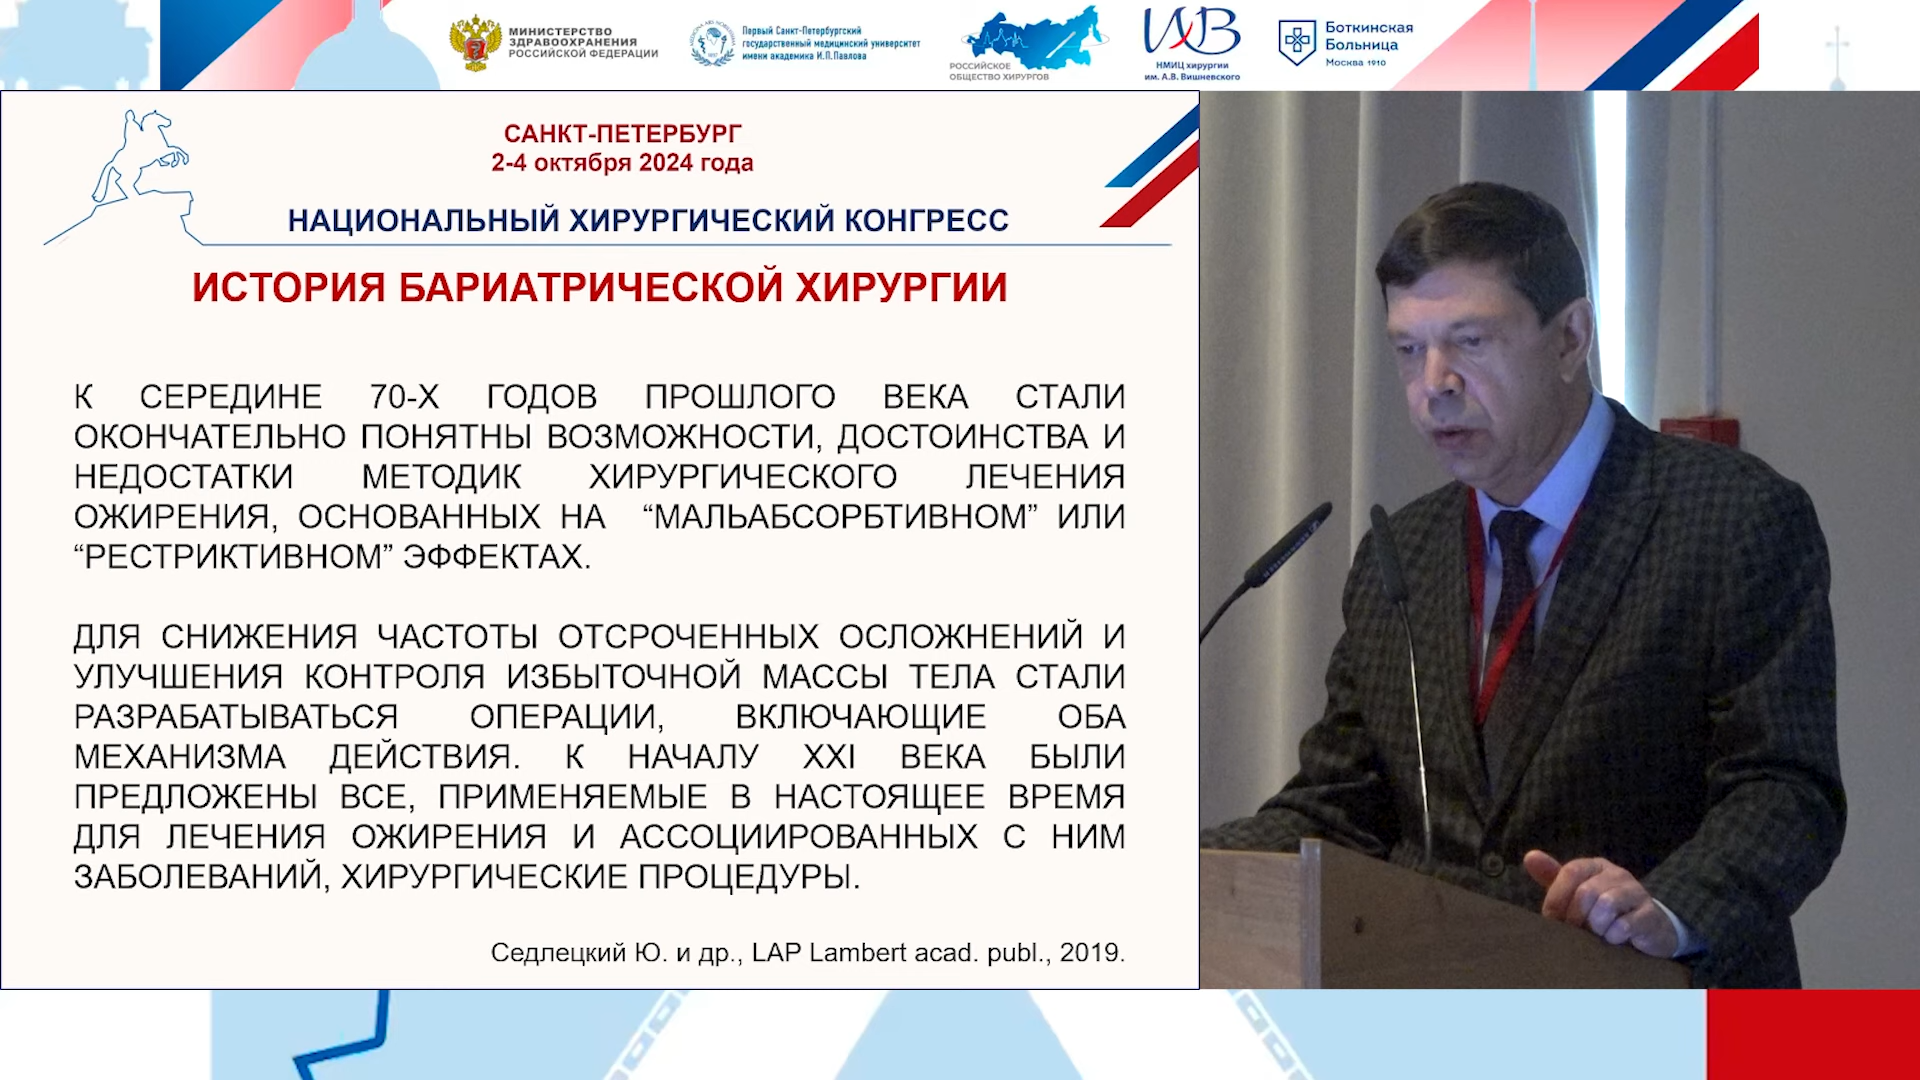 МИНИСТЕРСТВО
ЗДРАВООХРАНЕНИЯ
РОССИЙСКОЙ ФЕДЕРАЦИИ
Первый Санкт-Петербургский
государственный медицинский университет
имени академика И.П.Павлова
РОССИЙСКОЕ
ОБЩЕСТВО ХИРУРГОВ
НМИЦ хирургии
им. А.В. Вишневского
Боткинская
Больница
Москва 1910
САНКТ-ПЕТЕРБУРГ
2-4 октября 2024 года
НАЦИОНАЛЬНЫЙ ХИРУРГИЧЕСКИЙ КОНГРЕСС
ИСТОРИЯ БАРИАТРИЧЕСКОЙ ХИРУРГИИ
К СЕРЕДИНЕ 70-Х ГОДОВ ПРОШЛОГО ВЕКА СТАЛИ
ОКОНЧАТЕЛЬНО ПОНЯТНЫ ВОЗМОЖНОСТИ, ДОСТОИНСТВА И
НЕДОСТАТКИ МЕТОДИК ХИРУРГИЧЕСКОГО ЛЕЧЕНИЯ
ОЖИРЕНИЯ, ОСНОВАННЫХ НА “МАЛЬАБСОРБТИВНОМ” ИЛИ
“РЕСТРИКТИВНОМ” ЭФФЕКТАХ.
ДЛЯ СНИЖЕНИЯ ЧАСТОТЫ ОТСРОЧЕННЫХ ОСЛОЖНЕНИЙ И
УЛУЧШЕНИЯ КОНТРОЛЯ ИЗБЫТОЧНОЙ МАССЫ ТЕЛА СТАЛИ
РАЗРАБАТЫВАТЬСЯ ОПЕРАЦИИ, ВКЛЮЧАЮЩИЕ ОБА
МЕХАНИЗМА ДЕЙСТВИЯ. К НАЧАЛУ XXI ВЕКА БЫЛИ
ПРЕДЛОЖЕНЫ ВСЕ, ПРИМЕНЯЕМЫЕ В НАСТОЯЩЕЕ ВРЕМЯ
ДЛЯ ЛЕЧЕНИЯ ОЖИРЕНИЯ И АССОЦИИРОВАННЫХ С НИМ
ЗАБОЛЕВАНИЙ, ХИРУРГИЧЕСКИЕ ПРОЦЕДУРЫ.
Седлецкий Ю. и др., LAP Lambert acad. publ., 2019.